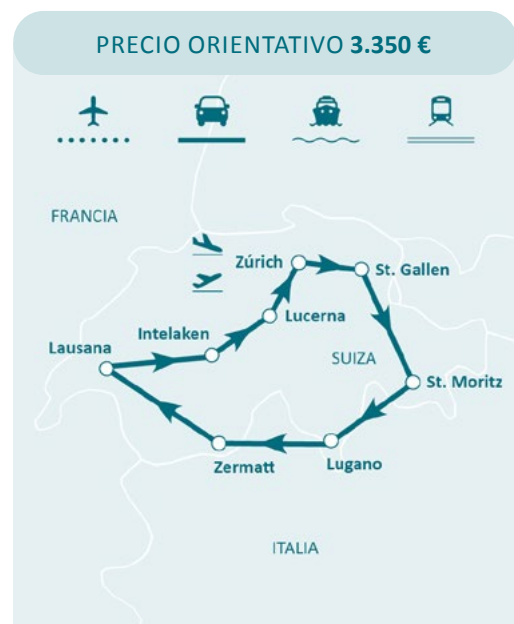 PRECIO ORIENTATIVO 3.350 €
FRANCIA
Zúrich
St. Gallen
Lucerna
Intelaken
Lausana
SUIZA
St. Moritz
Lugano
Zermatt
ITALIA